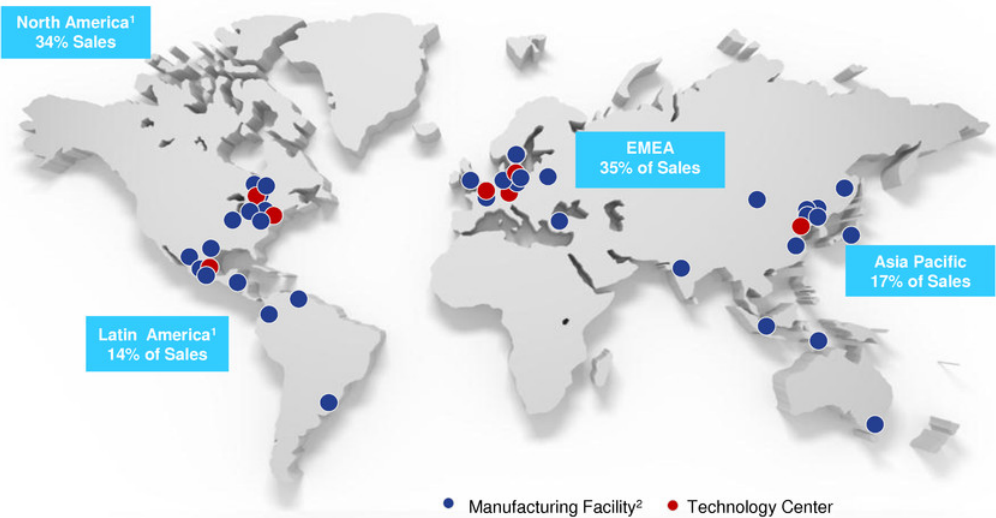 North America¹
34% Sales
EMEA
35% of Sales
Asia Pacific
17% of Sales
Latin America¹
14% of Sales
Manufacturing Facility²
Technology Center